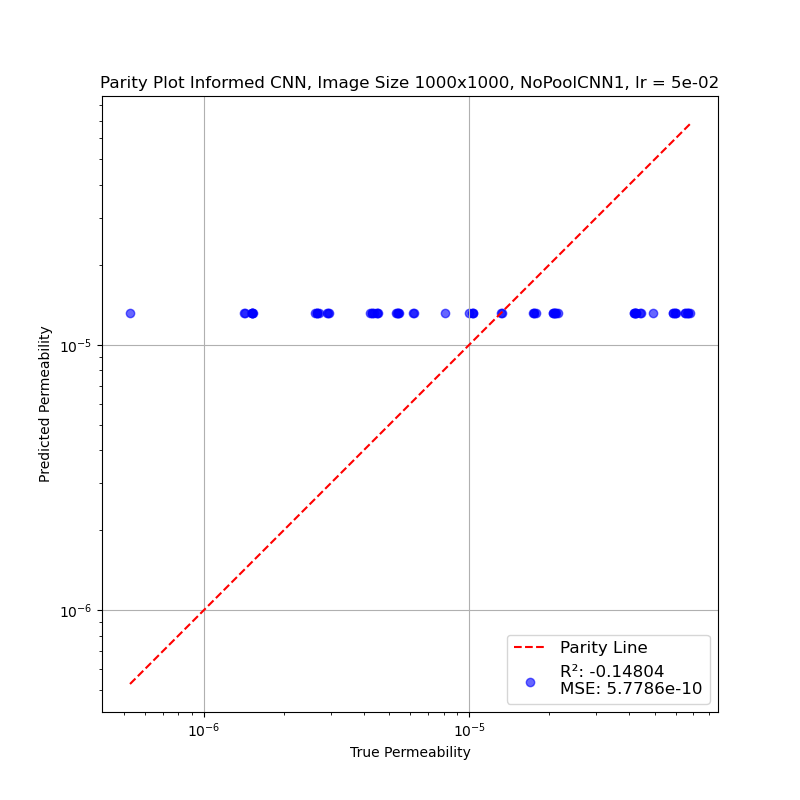 Parity Plot Informed CNN, Image Size 1000x1000, NoPoolCNN1, lr = 5e-02
Predicted Permeability
10⁻⁵
10⁻⁶
Parity Line
R²: -0.14804
MSE: 5.7786e-10
10⁻⁶
10⁻⁵
True Permeability